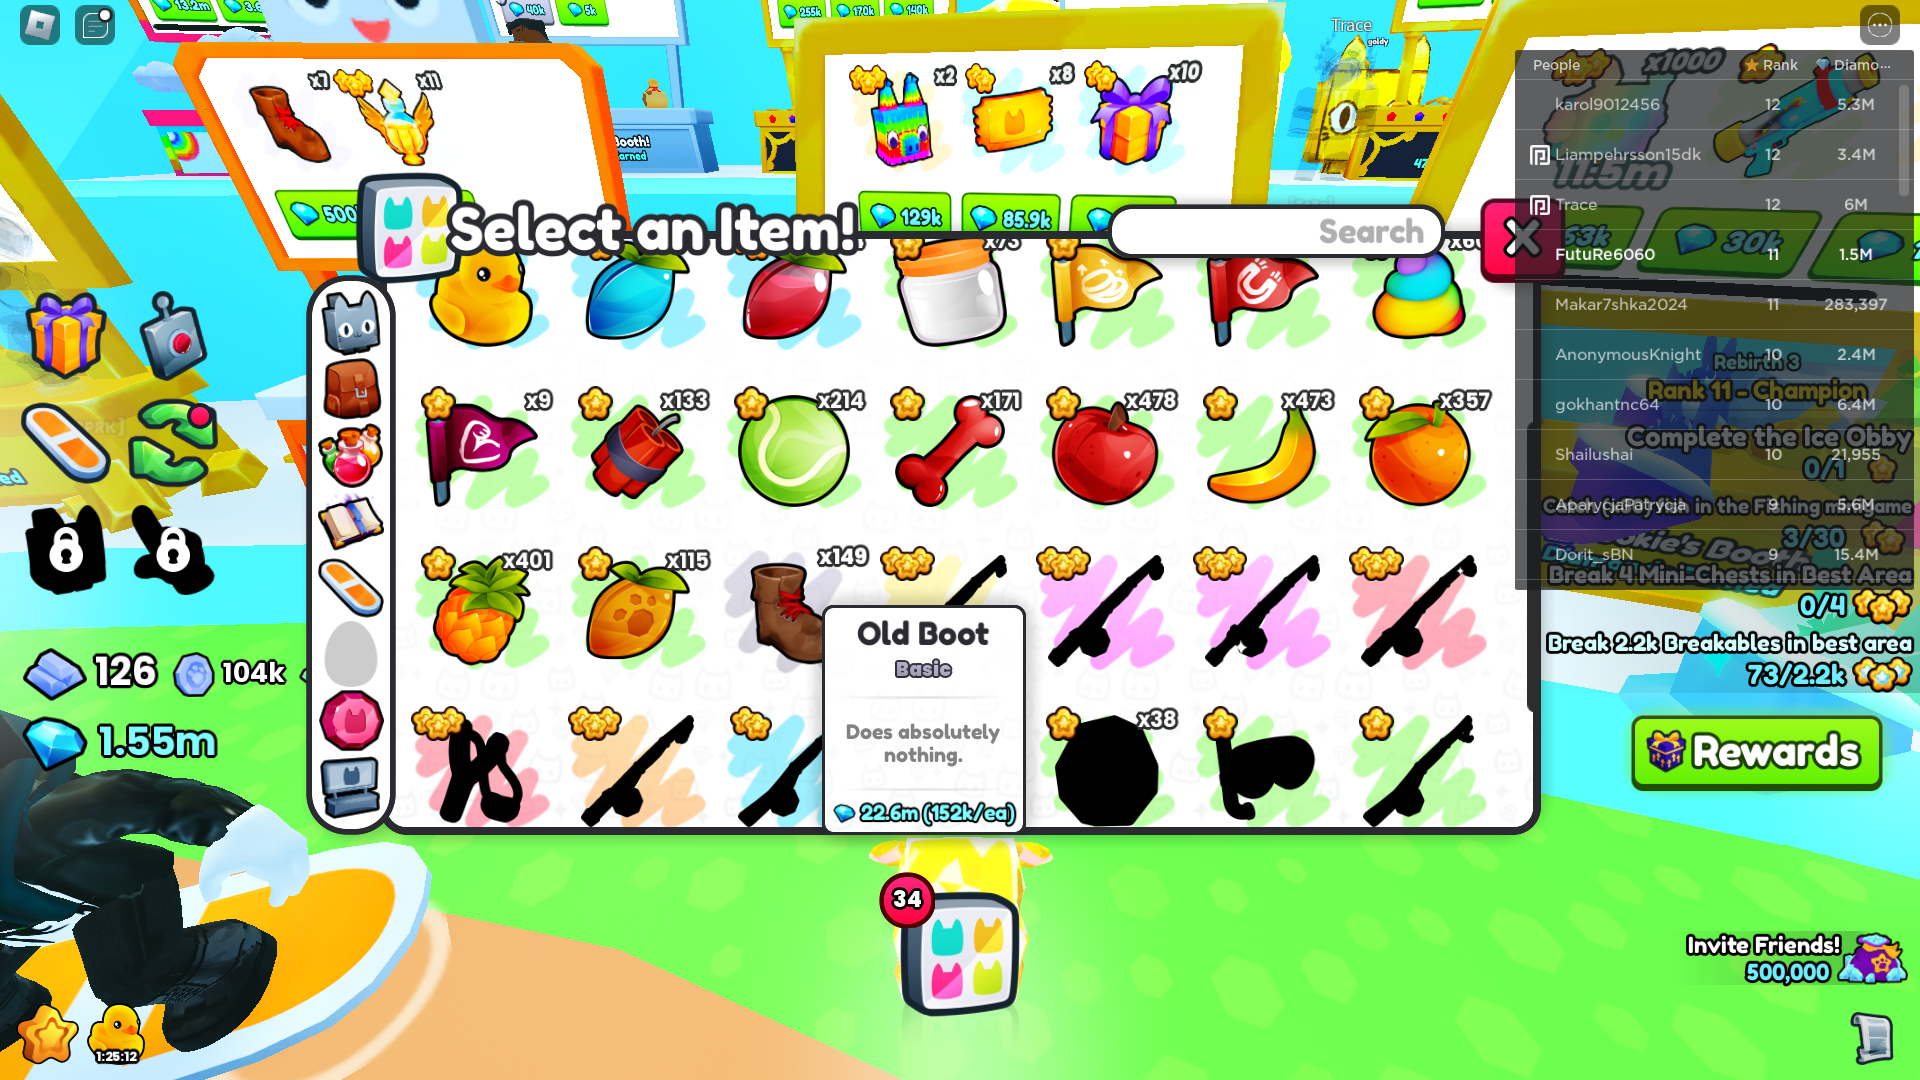 13.2m
40k
5k
255k
170k
140k
Trace
goldy
x7
x11
x2
x8
x10
x1000
People
Rank
Diamo...
karol9012456 12 5.3M
Liampehrsson15dk 12 3.4M
11.5m
Trace 12 6M
FutuRe6060 11 1.5M
Makar7shka2024 11 283,397
AnonymousKnight 10 2.4M
gokhantnc64 10 6.4M
Shailushai 10 21,955
AparycjaPatrycja 9 5.6M
Dorit_sBN 9 15.4M
Booth!
500
129k
85.9k
53k
30k
Select an Item!
Search
x9
x133
x214
x171
x478
x473
x357
x401
x115
x149
x38
Old Boot
Basic
Does absolutely
nothing.
22.6m (152k/ea)
Rebirth 3
Rank 11 - Champion
Complete the Ice Obby
0/1
in the Fishing minigame
3/30
Break 4 Mini-Chests in Best Area
0/4
Break 2.2k Breakables in best area
73/2.2k
Rewards
126
104k
1.55m
34
Invite Friends!
500,000
1:25:12